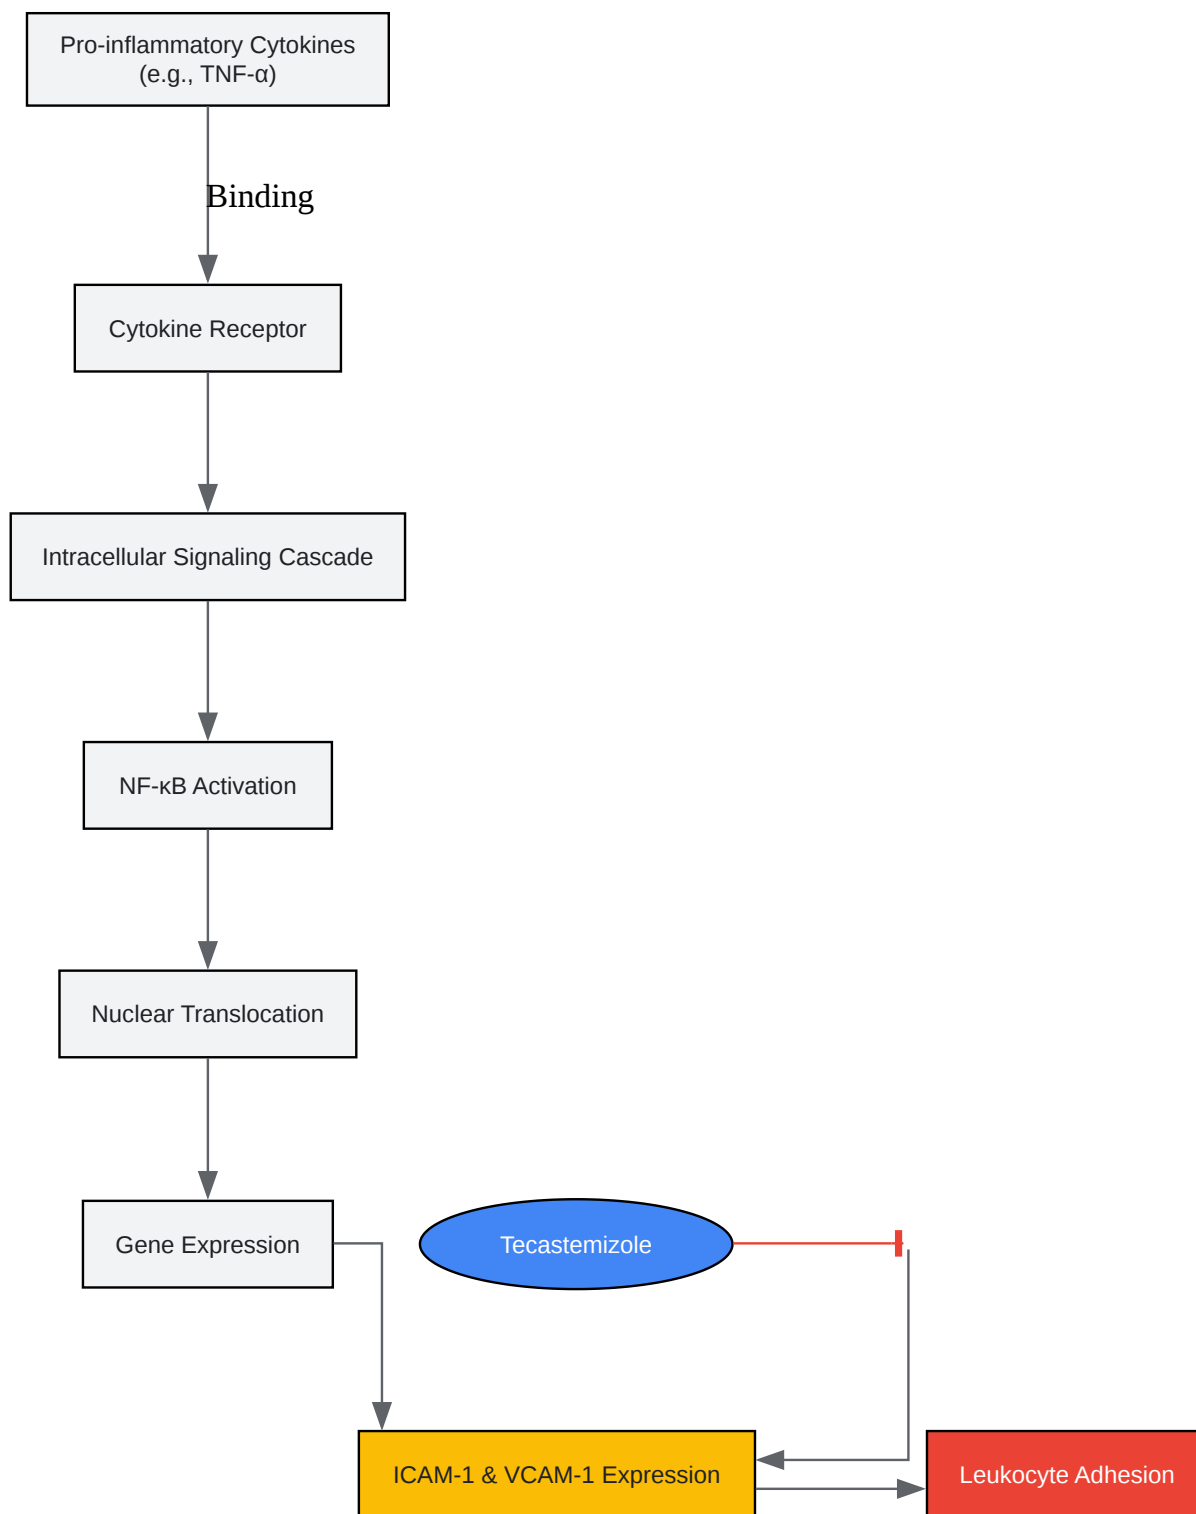 Pro-inflammatory Cytokines
(e.g., TNF-α)
Binding
Cytokine Receptor
Intracellular Signaling Cascade
NF-κB Activation
Nuclear Translocation
Gene Expression
Tecastemizole
ICAM-1 & VCAM-1 Expression
Leukocyte Adhesion